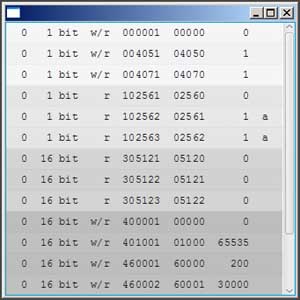 0 1 bit w/r 000001 00000 0
0 1 bit w/r 004051 04050 1
0 1 bit w/r 004071 04070 1
0 1 bit r 102561 02560 0
0 1 bit r 102562 02561 1 a
0 1 bit r 102563 02562 1 a
0 16 bit r 305121 05120 0
0 16 bit r 305122 05121 0
0 16 bit r 305123 05122 0
0 16 bit w/r 400001 00000 0
0 16 bit w/r 401001 01000 65535
0 16 bit w/r 460001 60000 200
0 16 bit w/r 460002 60001 30000